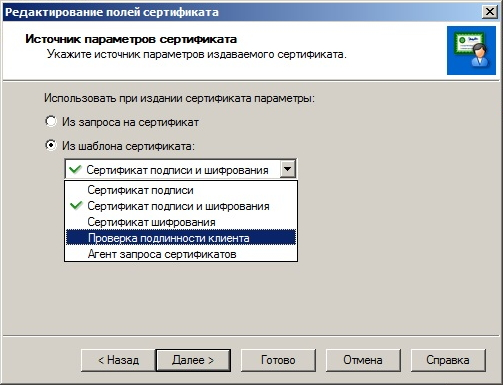 Редактирование полей сертификата
Источник параметров сертификата
Укажите источник параметров издаваемого сертификата.
Использовать при издании сертификата параметры:
Из запроса на сертификат
Из шаблона сертификата:
Сертификат подписи и шифрования
Сертификат подписи
Сертификат подписи и шифрования
Сертификат шифрования
Проверка подлинности клиента
Агент запроса сертификатов
< Назад Далее > Готово Отмена Справка